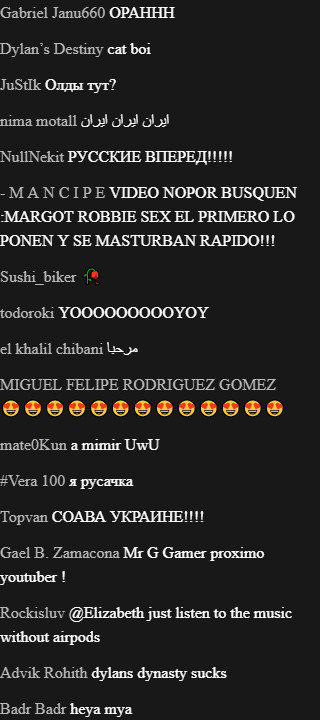 Gabriel Janu660 ОРАННН
Dylan’s Destiny cat boi
JuStIk Олды тут?
nima motall ایران ایران ایران
NullNekit РУССКИЕ ВПЕРЕД!!!!!
- M A N C I P E VIDEO NOPOR BUSQUEN
:MARGOT ROBBIE SEX EL PRIMERO LO
PONEN Y SE MASTURBAN RAPIDO!!!
Sushi_biker 🥀
todoroki YOOOOOOOOOYOY
el khalil chibani مرحبا
MIGUEL FELIPE RODRIGUEZ GOMEZ
😍😍😍😍😍😍😍😍😍😍😍😍😍
mate0Kun a mimir UwU
#Vera 100 я русачка
Topvan СОАВА УКРАИНЕ!!!!
Gael B. Zamacona Mr G Gamer proximo
youtuber !
Rockisluv @Elizabeth just listen to the music
without airpods
Advik Rohith dylans dynasty sucks
Badr Badr heya mya